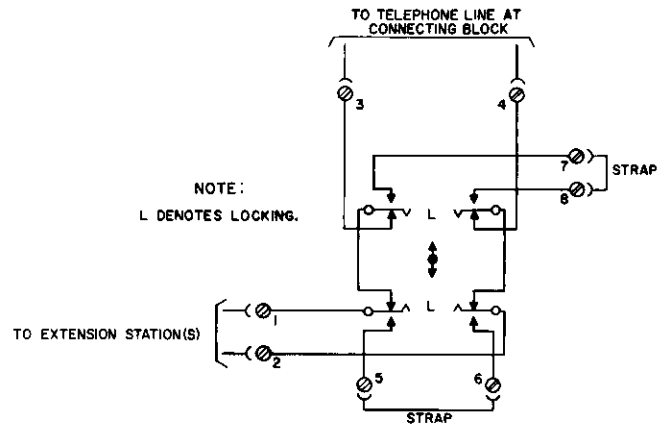 TO TELEPHONE LINE AT
CONNECTING BLOCK
3
4
7
STRAP
8
NOTE:
L
L DENOTES LOCKING.
L
1
TO EXTENSION STATION(S)
2
5
6
STRAP